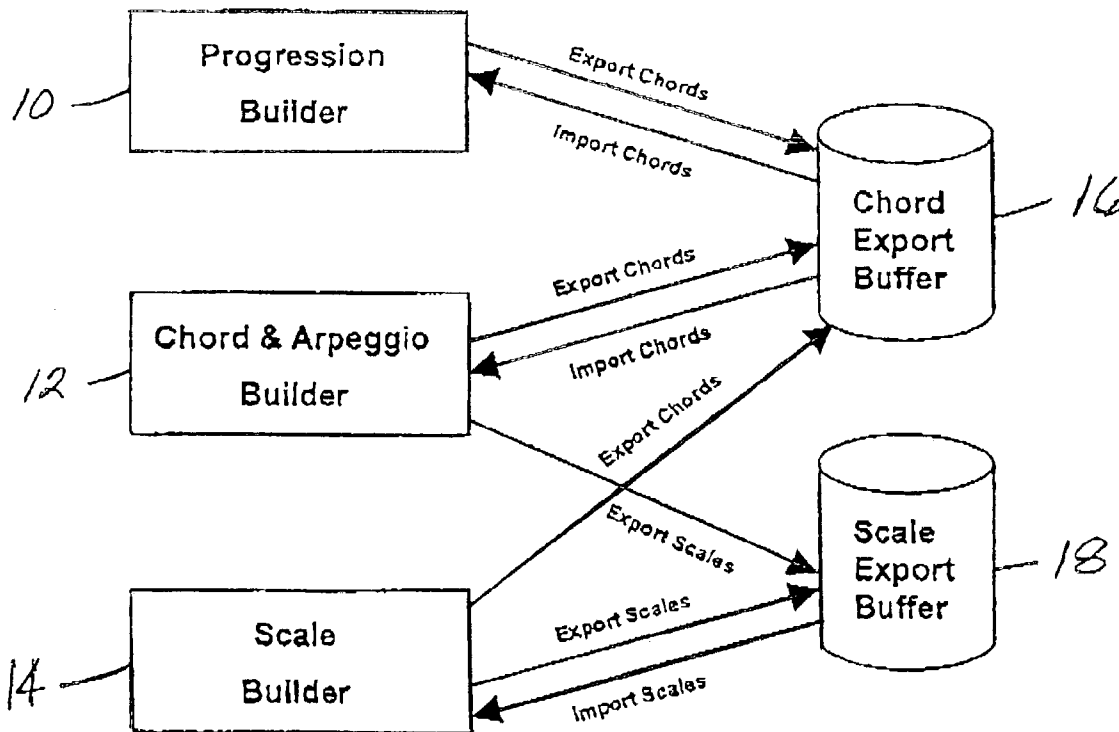 Progression
Builder
10
Export Chords
Import Chords
Chord
Export
Buffer
16
Chord & Arpeggio
Builder
12
Export Chords
Import Chords
Export Chords
Export Scales
Scale
Export
Buffer
18
Scale
Builder
14
Export Scales
Import Scales